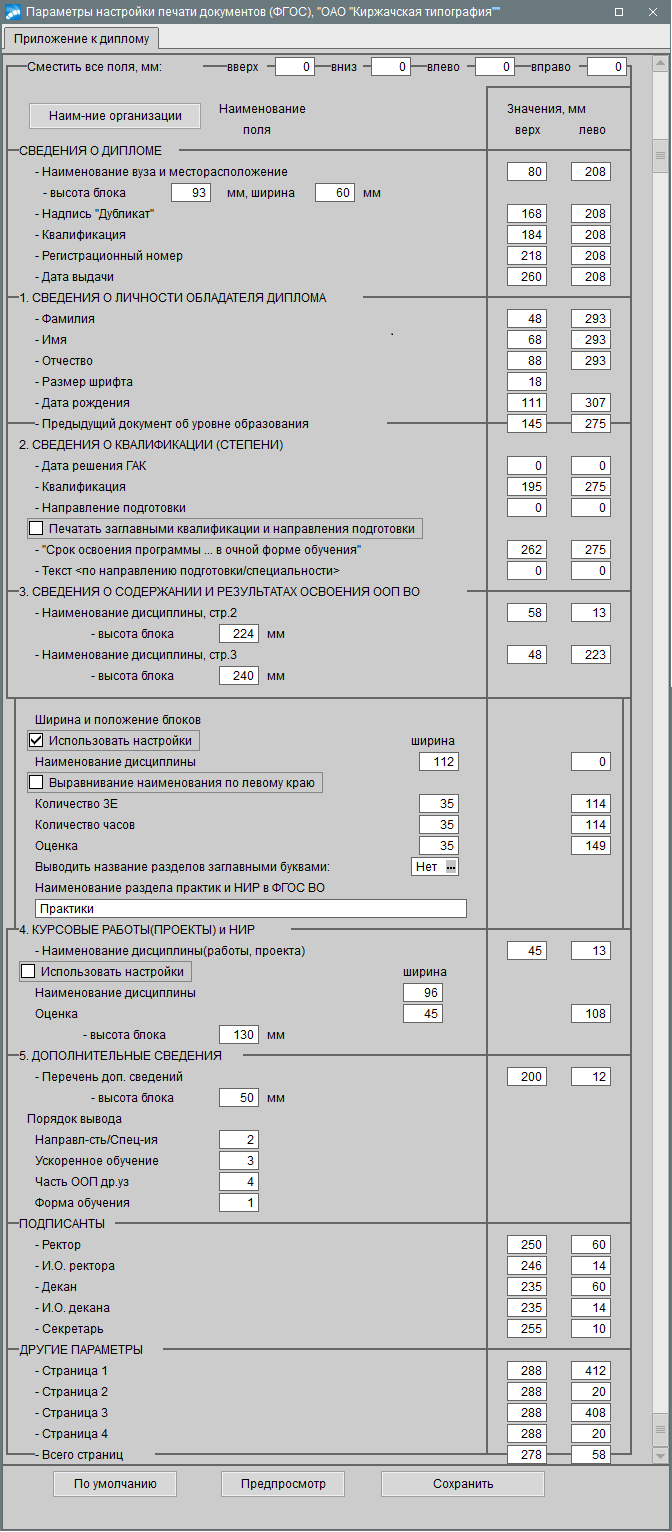 Параметры настройки печати документов (ФГОС), "ОАО "Киржачская типография""
Приложение к диплому
Сместить все поля, мм: вверх 0 вниз 0 влево 0 вправо 0
Наим-ние организации Наименование Значения, мм
поля верх лево
СВЕДЕНИЯ О ДИПЛОМЕ
- Наименование вуза и месторасположение 80 208
- высота блока 93 мм, ширина 60 мм
- Надпись "Дубликат" 168 208
- Квалификация 184 208
- Регистрационный номер 218 208
- Дата выдачи 260 208
1. СВЕДЕНИЯ О ЛИЧНОСТИ ОБЛАДАТЕЛЯ ДИПЛОМА
- Фамилия 48 293
- Имя 68 293
- Отчество 88 293
- Размер шрифта 18
- Дата рождения 111 307
- Предыдущий документ об уровне образования 145 275
2. СВЕДЕНИЯ О КВАЛИФИКАЦИИ (СТЕПЕНИ)
- Дата решения ГАК 0 0
- Квалификация 195 275
- Направление подготовки 0 0
Печатать заглавными квалификации и направления подготовки
- "Срок освоения программы ... в очной форме обучения" 262 275
- Текст <по направлению подготовки/специальности> 0 0
3. СВЕДЕНИЯ О СОДЕРЖАНИИ И РЕЗУЛЬТАТАХ ОСВОЕНИЯ ООП ВО
- Наименование дисциплины, стр.2 58 13
- высота блока 224 мм
- Наименование дисциплины, стр.3 48 223
- высота блока 240 мм
Ширина и положение блоков
Использовать настройки ширина
Наименование дисциплины 112 0
Выравнивание наименования по левому краю
Количество ЗЕ 35 114
Количество часов 35 114
Оценка 35 149
Выводить название разделов заглавными буквами: Нет ...
Наименование раздела практик и НИР в ФГОС ВО
Практики
4. КУРСОВЫЕ РАБОТЫ(ПРОЕКТЫ) и НИР
- Наименование дисциплины(работы, проекта) 45 13
Использовать настройки ширина
Наименование дисциплины 96
Оценка 45 108
- высота блока 130 мм
5. ДОПОЛНИТЕЛЬНЫЕ СВЕДЕНИЯ
- Перечень доп. сведений 200 12
- высота блока 50 мм
Порядок вывода
Направл-сть/Спец-ия 2
Ускоренное обучение 3
Часть ООП др.уз 4
Форма обучения 1
ПОДПИСАНТЫ
- Ректор 250 60
- И.О. ректора 246 14
- Декан 235 60
- И.О. декана 235 14
- Секретарь 255 10
ДРУГИЕ ПАРАМЕТРЫ
- Страница 1 288 412
- Страница 2 288 20
- Страница 3 288 408
- Страница 4 288 20
- Всего страниц 278 58
По умолчанию Предпросмотр Сохранить